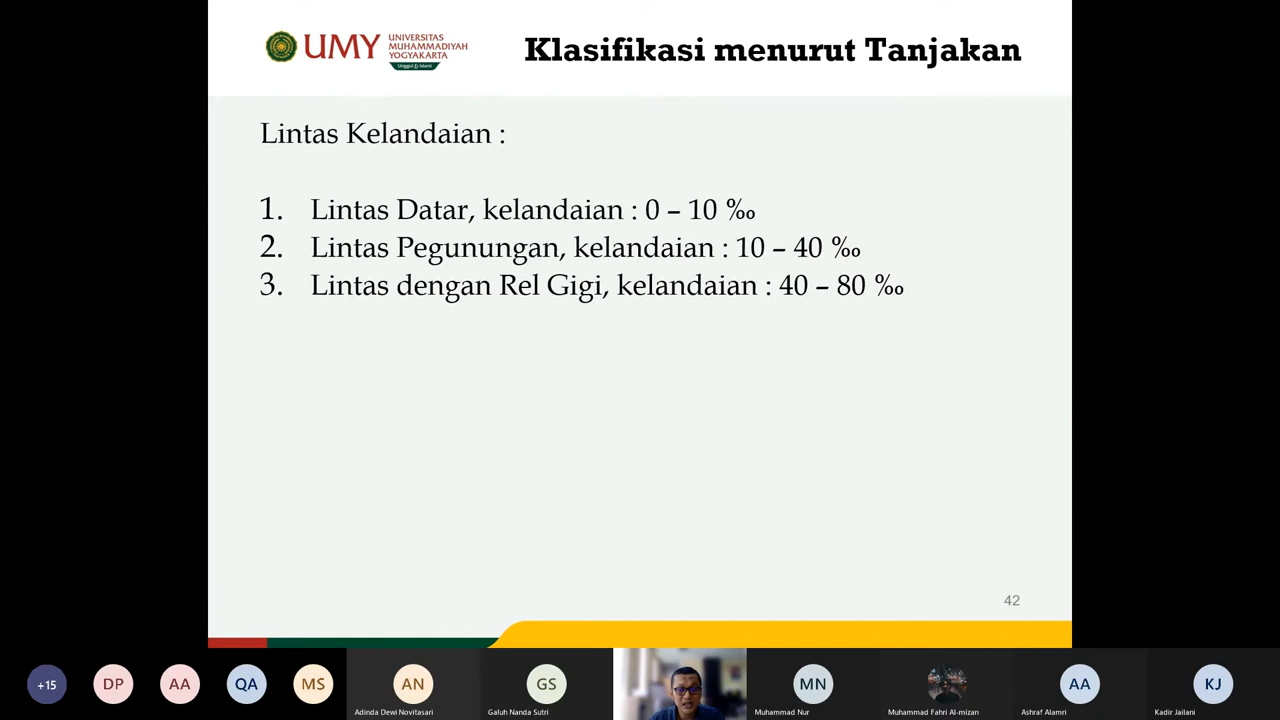 UMY
UNIVERSITAS
MUHAMMADIYAH
YOGYAKARTA
Unggul & Islami
Klasifikasi menurut Tanjakan
Lintas Kelandaian :
1. Lintas Datar, kelandaian : 0 – 10 ‰
2. Lintas Pegunungan, kelandaian : 10 – 40 ‰
3. Lintas dengan Rel Gigi, kelandaian : 40 – 80 ‰
42
+15
DP
AA
QA
MS
AN
GS
MN
AA
KJ
Adinda Dewi Novitasari
Galuh Nanda Sutri
Muhammad Nur
Muhammad Fahri Al-mizan
Ashraf Alamri
Kadir Jailani